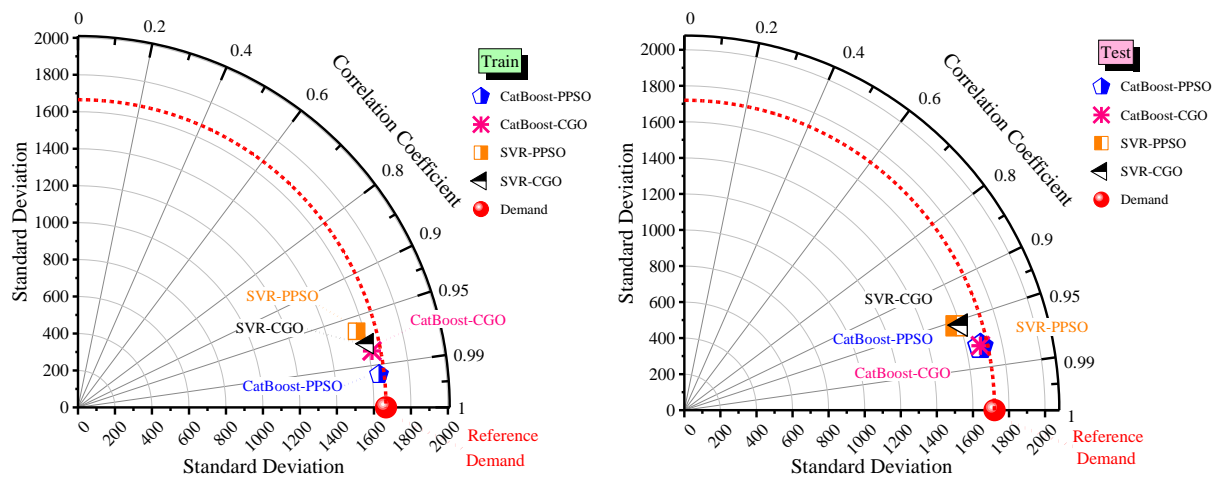 0
0.2
0.4
0.6
0.8
0.9
0.95
0.99
1
Correlation Coefficient
Standard Deviation
2000
1800
1600
1400
1200
1000
800
600
400
200
0
0
200
400
600
800
1000
1200
1400
1600
1800
2000
Standard Deviation
SVR-PPSO
SVR-CGO
CatBoost-CGO
CatBoost-PPSO
Reference
Demand
Train
CatBoost-PPSO
CatBoost-CGO
SVR-PPSO
SVR-CGO
Demand
0
0.2
0.4
0.6
0.8
0.9
0.95
0.99
1
Correlation Coefficient
Standard Deviation
2000
1800
1600
1400
1200
1000
800
600
400
200
0
0
200
400
600
800
1000
1200
1400
1600
1800
2000
Standard Deviation
SVR-CGO
SVR-PPSO
CatBoost-PPSO
CatBoost-CGO
Reference
Demand
Test
CatBoost-PPSO
CatBoost-CGO
SVR-PPSO
SVR-CGO
Demand